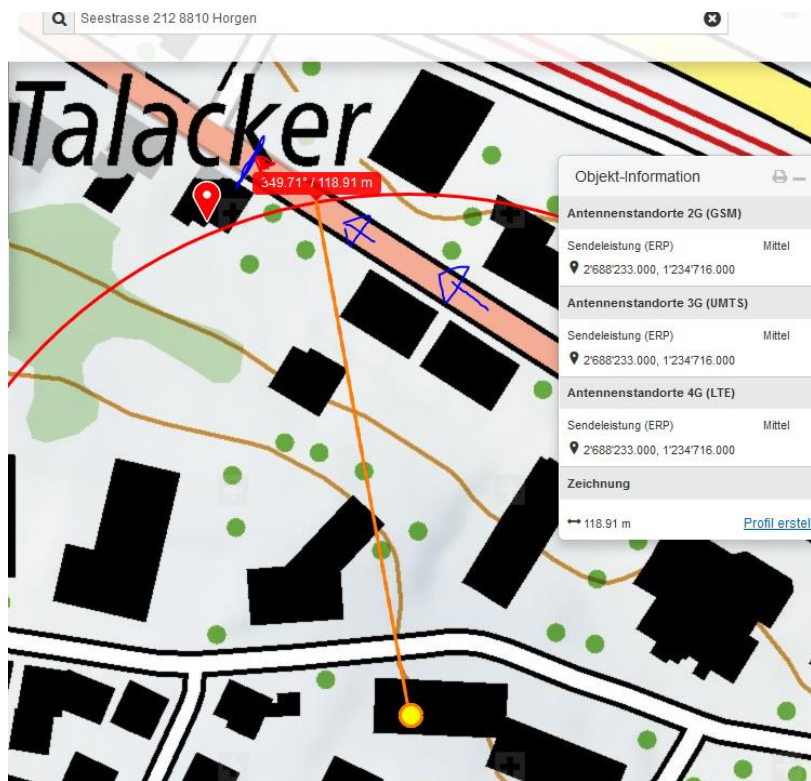 Seestrasse 212 8810 Horgen
Talacker
349.71° / 118.91 m
Objekt-Information
Antennenstandorte 2G (GSM)
Sendeleistung (ERP) Mittel
2'688'233.000, 1'234'716.000
Antennenstandorte 3G (UMTS)
Sendeleistung (ERP) Mittel
2'688'233.000, 1'234'716.000
Antennenstandorte 4G (LTE)
Sendeleistung (ERP) Mittel
2'688'233.000, 1'234'716.000
Zeichnung
118.91 m Profil erstel